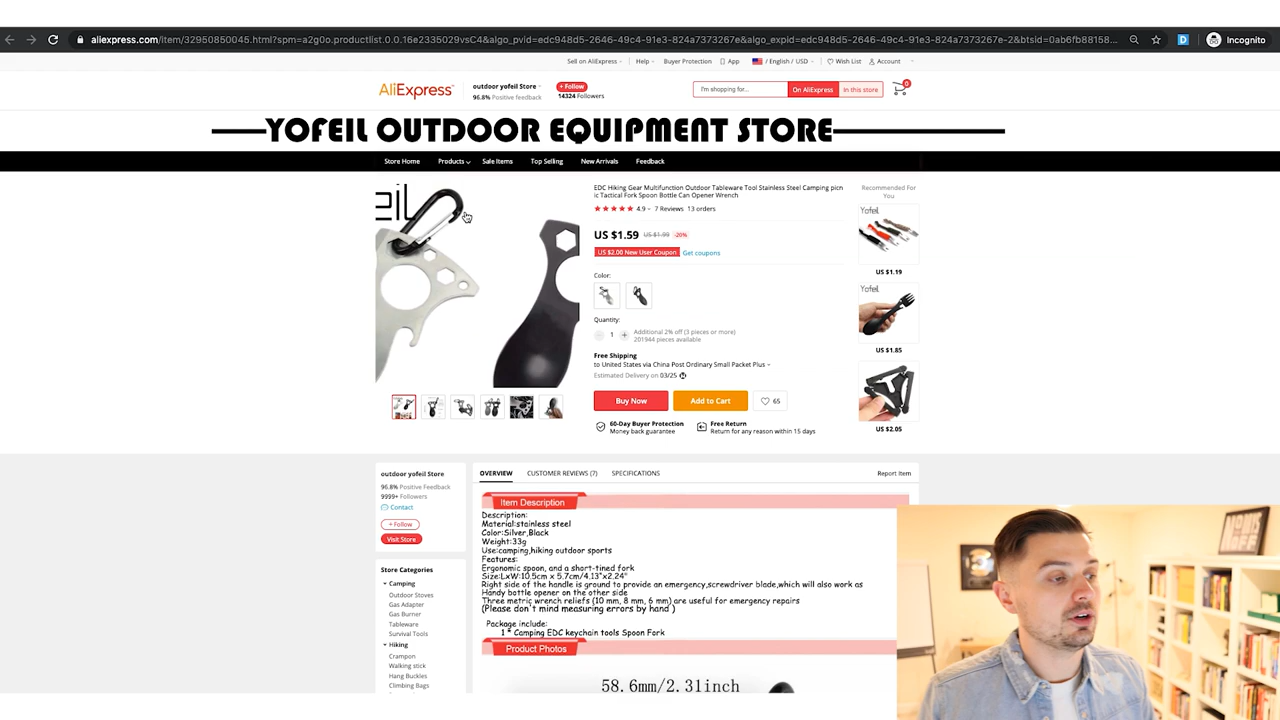 aliexpress.com/item/32950850045.html?spm=a2g0o.productlist.0.0.16e2335029vsC4&algo_pvid=edc948d5-2646-49c4-91e3-824a7373367e&algo_expid=edc948d5-2646-49c4-91e3-824a7373367e-2&btsid=0ab6fb88158...
Incognito
Sell on AliExpress
Help
Buyer Protection
App
/ English / USD
Wish List
Account
AliExpress
outdoor yofeil Store
96.8% Positive feedback
+ Follow
14324 Followers
I'm shopping for...
On AliExpress
In this store
0
YOFEIL OUTDOOR EQUIPMENT STORE
Store Home
Products
Sale Items
Top Selling
New Arrivals
Feedback
EDC Hiking Gear Multifunction Outdoor Tableware Tool Stainless Steel Camping picn
ic Tactical Fork Spoon Bottle Can Opener Wrench
4.9
7 Reviews
13 orders
US $1.59
US $1.99
-20%
US $2.00 New User Coupon
Get coupons
Color:
Quantity:
1
Additional 2% off (3 pieces or more)
201944 pieces available
Free Shipping
to United States via China Post Ordinary Small Packet Plus
Estimated Delivery on 03/25
Buy Now
Add to Cart
65
60-Day Buyer Protection
Money back guarantee
Free Return
Return for any reason within 15 days
Recommended For
You
Yofeil
US $1.19
Yofeil
US $1.85
US $2.05
outdoor yofeil Store
96.8% Positive Feedback
9999+ Followers
Contact
+ Follow
Visit Store
Store Categories
Camping
Outdoor Stoves
Gas Adapter
Gas Burner
Tableware
Survival Tools
Hiking
Crampon
Walking stick
Hang Buckles
Climbing Bags
OVERVIEW
CUSTOMER REVIEWS (7)
SPECIFICATIONS
Report Item
Item Description
Description:
Material:stainless steel
Color:Silver,Black
Weight:33g
Use:camping,hiking outdoor sports
Features:
Ergonomic spoon, and a short-tined fork
Size:LxW:10.5cm x 5.7cm/4.13"x2.24"
Right side of the handle is ground to provide an emergency,screwdriver blade,which will also work as
Handy bottle opener on the other side
Three metric wrench reliefs (10 mm, 8 mm, 6 mm) are useful for emergency repairs
(Please don't mind measuring errors by hand )
Package include:
1 * Camping EDC keychain tools Spoon Fork
Product Photos
58.6mm/2.31inch